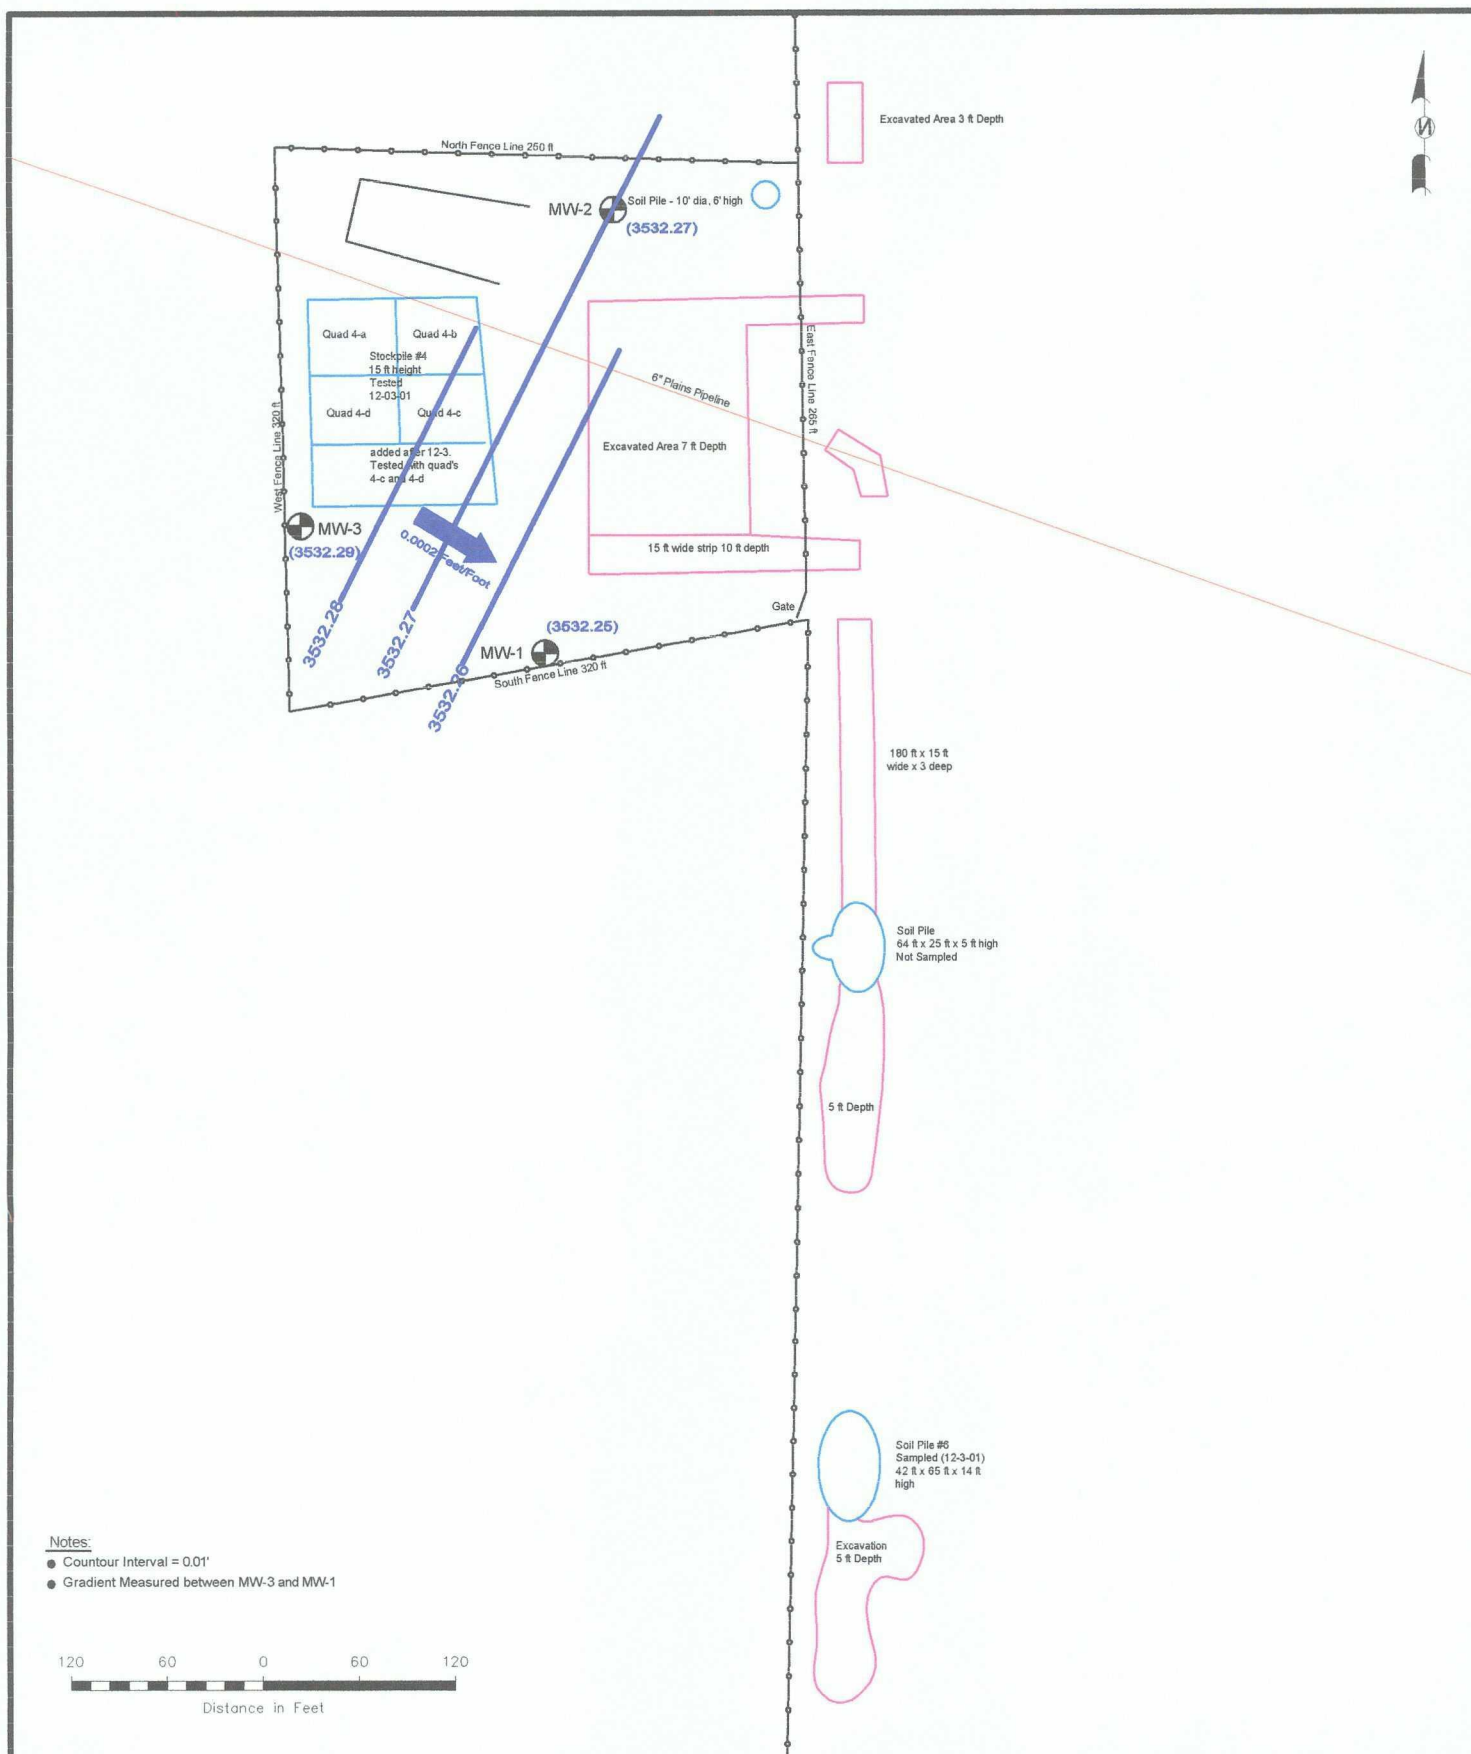 Excavated Area 3 ft Depth
N
North Fence Line 250 ft
MW-2
Soil Pile - 10' dia, 6' high
(3532.27)
Quad 4-a
Quad 4-b
Stockpile #4
15 ft height
Tested
12-03-01
Quad 4-d
Quad 4-c
added after 12-3.
Tested with quad's
4-c and 4-d
West Fence Line 320 ft
East Fence Line 265 ft
6" Plains Pipeline
Excavated Area 7 ft Depth
MW-3
(3532.29)
0.0002 Feet/Foot
15 ft wide strip 10 ft depth
Gate
3532.28
3532.27
3532.26
(3532.25)
MW-1
South Fence Line 320 ft
180 ft x 15 ft
wide x 3 deep
Soil Pile
64 ft x 25 ft x 5 ft high
Not Sampled
5 ft Depth
Soil Pile #6
Sampled (12-3-01)
42 ft x 65 ft x 14 ft
high
Excavation
5 ft Depth
Notes:
● Countour Interval = 0.01'
● Gradient Measured between MW-3 and MW-1
120 60 0 60 120
Distance in Feet